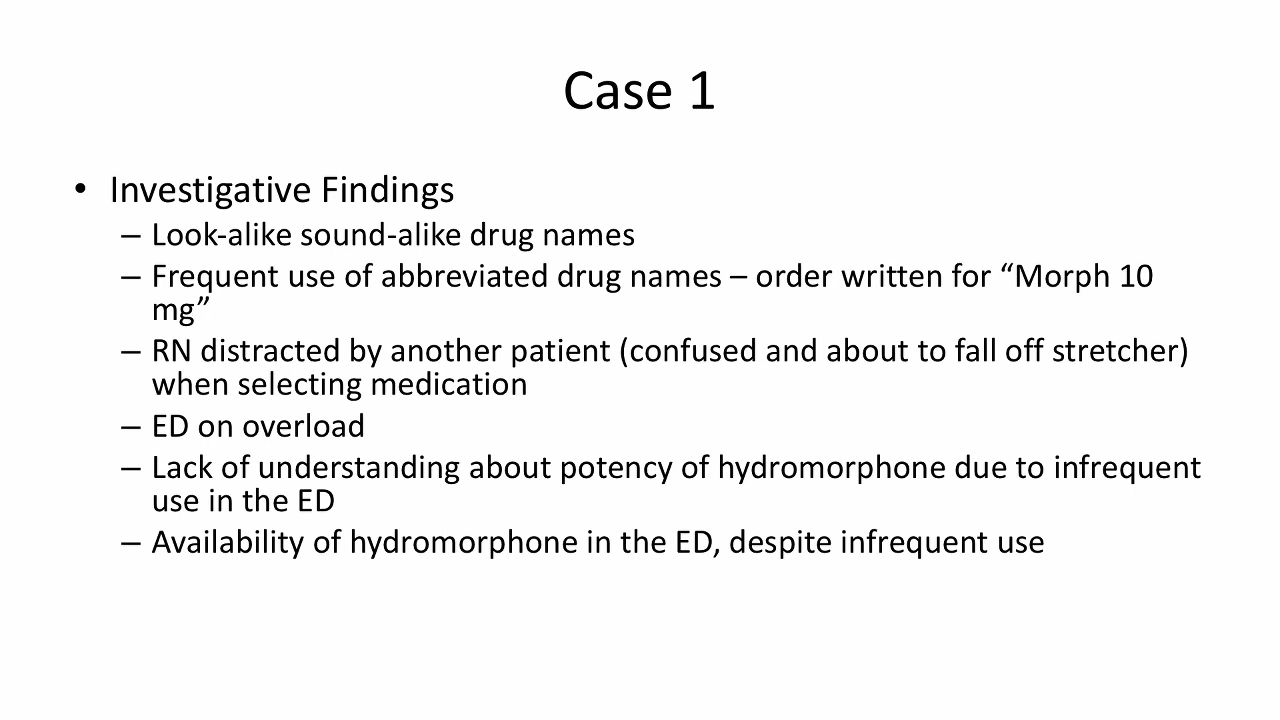 Case 1
• Investigative Findings
– Look-alike sound-alike drug names
– Frequent use of abbreviated drug names – order written for “Morph 10
mg”
– RN distracted by another patient (confused and about to fall off stretcher)
when selecting medication
– ED on overload
– Lack of understanding about potency of hydromorphone due to infrequent
use in the ED
– Availability of hydromorphone in the ED, despite infrequent use